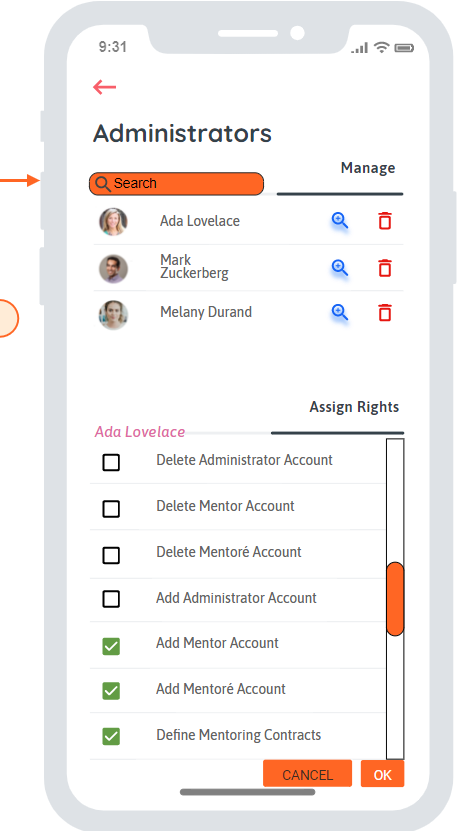 9:31
Administrators
Manage
Search
Ada Lovelace
Mark
Zuckerberg
Melany Durand
Assign Rights
Ada Lovelace
Delete Administrator Account
Delete Mentor Account
Delete Mentoré Account
Add Administrator Account
Add Mentor Account
Add Mentoré Account
Define Mentoring Contracts
CANCEL OK